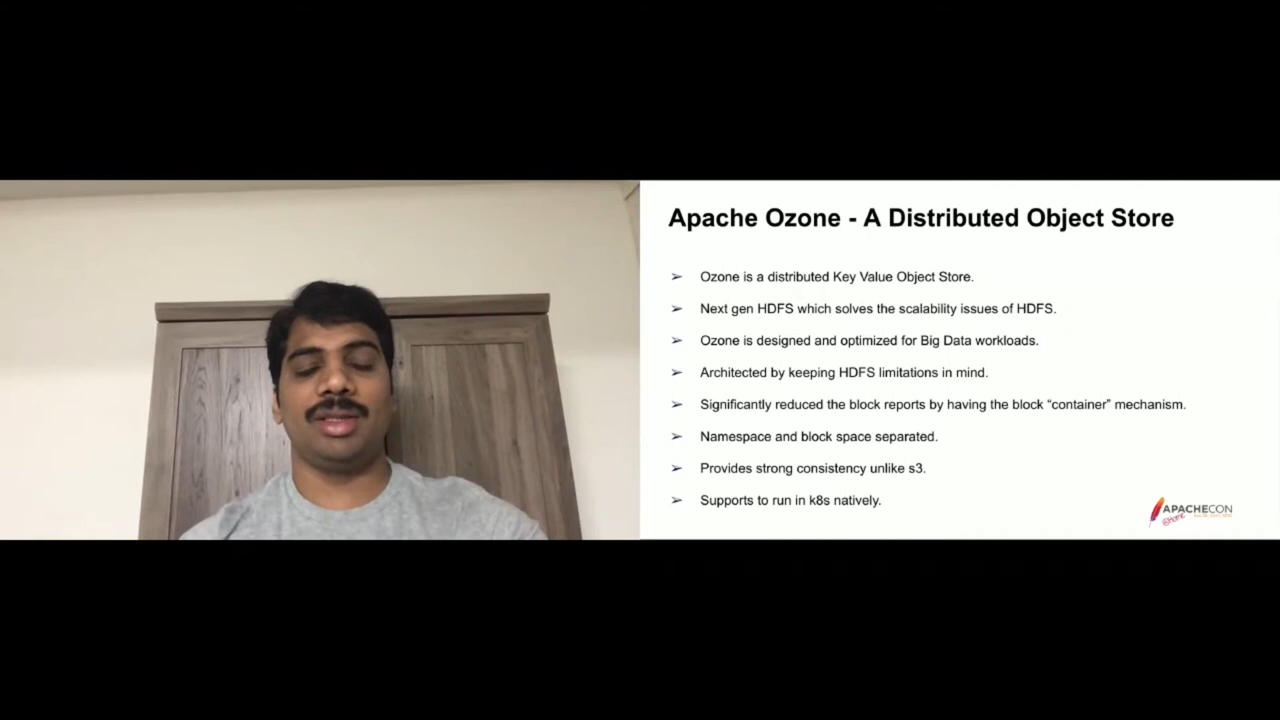 Apache Ozone - A Distributed Object Store
➢ Ozone is a distributed Key Value Object Store.
➢ Next gen HDFS which solves the scalability issues of HDFS.
➢ Ozone is designed and optimized for Big Data workloads.
➢ Architected by keeping HDFS limitations in mind.
➢ Significantly reduced the block reports by having the block “container” mechanism.
➢ Namespace and block space separated.
➢ Provides strong consistency unlike s3.
➢ Supports to run in k8s natively.
APACHECON
@Home